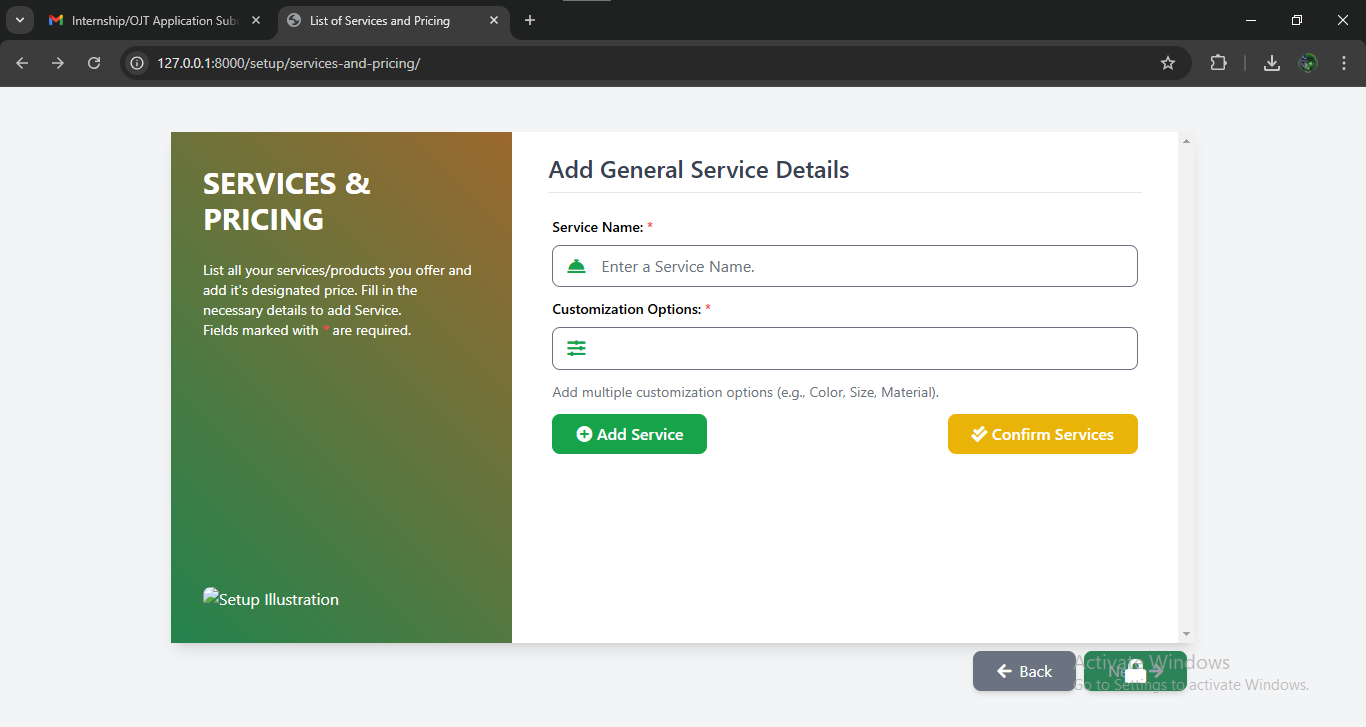 Internship/OJT Application Sub
List of Services and Pricing
127.0.0.1:8000/setup/services-and-pricing/
SERVICES &
PRICING
List all your services/products you offer and
add it's designated price. Fill in the
necessary details to add Service.
Fields marked with * are required.
Setup Illustration
Add General Service Details
Service Name: *
Enter a Service Name.
Customization Options: *
Add multiple customization options (e.g., Color, Size, Material).
Add Service
Confirm Services
Back
Activate Windows
Go to Settings to activate Windows.